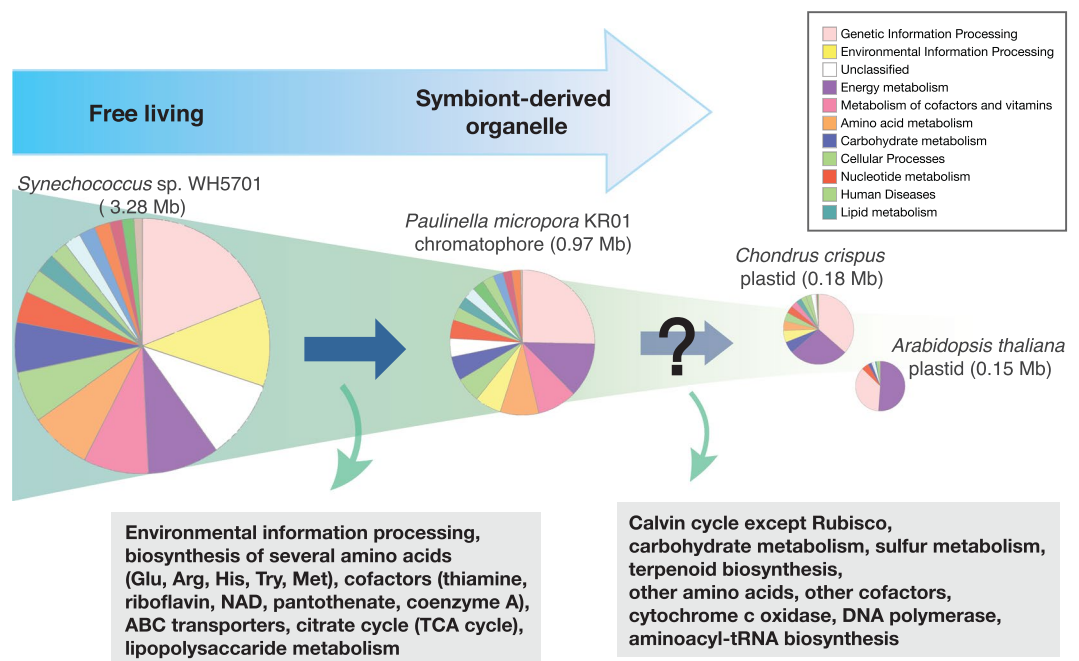 Genetic Information Processing
Environmental Information Processing
Unclassified
Energy metabolism
Metabolism of cofactors and vitamins
Amino acid metabolism
Carbohydrate metabolism
Cellular Processes
Nucleotide metabolism
Human Diseases
Lipid metabolism
Free living
Symbiont-derived
organelle
Synechococcus sp. WH5701
( 3.28 Mb)
Paulinella micropora KR01
chromatophore (0.97 Mb)
Chondrus crispus
plastid (0.18 Mb)
?
Arabidopsis thaliana
plastid (0.15 Mb)
Environmental information processing,
biosynthesis of several amino acids
(Glu, Arg, His, Try, Met), cofactors (thiamine,
riboflavin, NAD, pantothenate, coenzyme A),
ABC transporters, citrate cycle (TCA cycle),
lipopolysaccaride metabolism
Calvin cycle except Rubisco,
carbohydrate metabolism, sulfur metabolism,
terpenoid biosynthesis,
other amino acids, other cofactors,
cytochrome c oxidase, DNA polymerase,
aminoacyl-tRNA biosynthesis